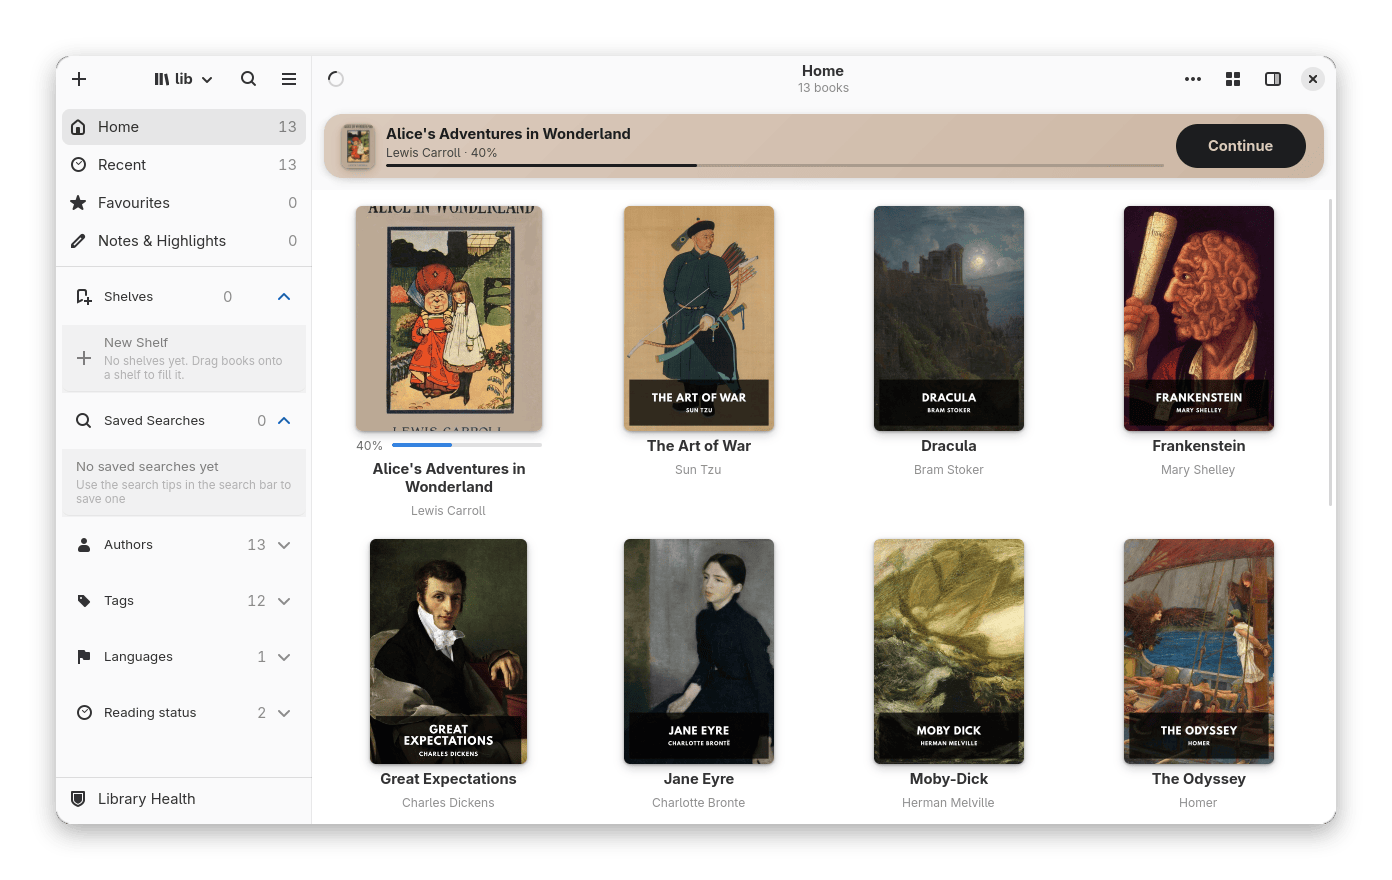 lib
Home
13 books
Home 13
Recent 13
Favourites 0
Notes & Highlights 0
Shelves 0
New Shelf
No shelves yet. Drag books onto
a shelf to fill it.
Saved Searches 0
No saved searches yet
Use the search tips in the search bar to
save one
Authors 13
Tags 12
Languages 1
Reading status 2
Library Health
Alice's Adventures in Wonderland
Lewis Carroll · 40%
Continue
ALICE IN WONDERLAND
LEWIS CARROLL
40%
Alice's Adventures in
Wonderland
Lewis Carroll
THE ART OF WAR
SUN TZU
The Art of War
Sun Tzu
DRACULA
BRAM STOKER
Dracula
Bram Stoker
FRANKENSTEIN
MARY SHELLEY
Frankenstein
Mary Shelley
GREAT
EXPECTATIONS
CHARLES DICKENS
Great Expectations
Charles Dickens
JANE EYRE
CHARLOTTE BRONTË
Jane Eyre
Charlotte Bronte
MOBY DICK
HERMAN MELVILLE
Moby-Dick
Herman Melville
THE ODYSSEY
HOMER
The Odyssey
Homer